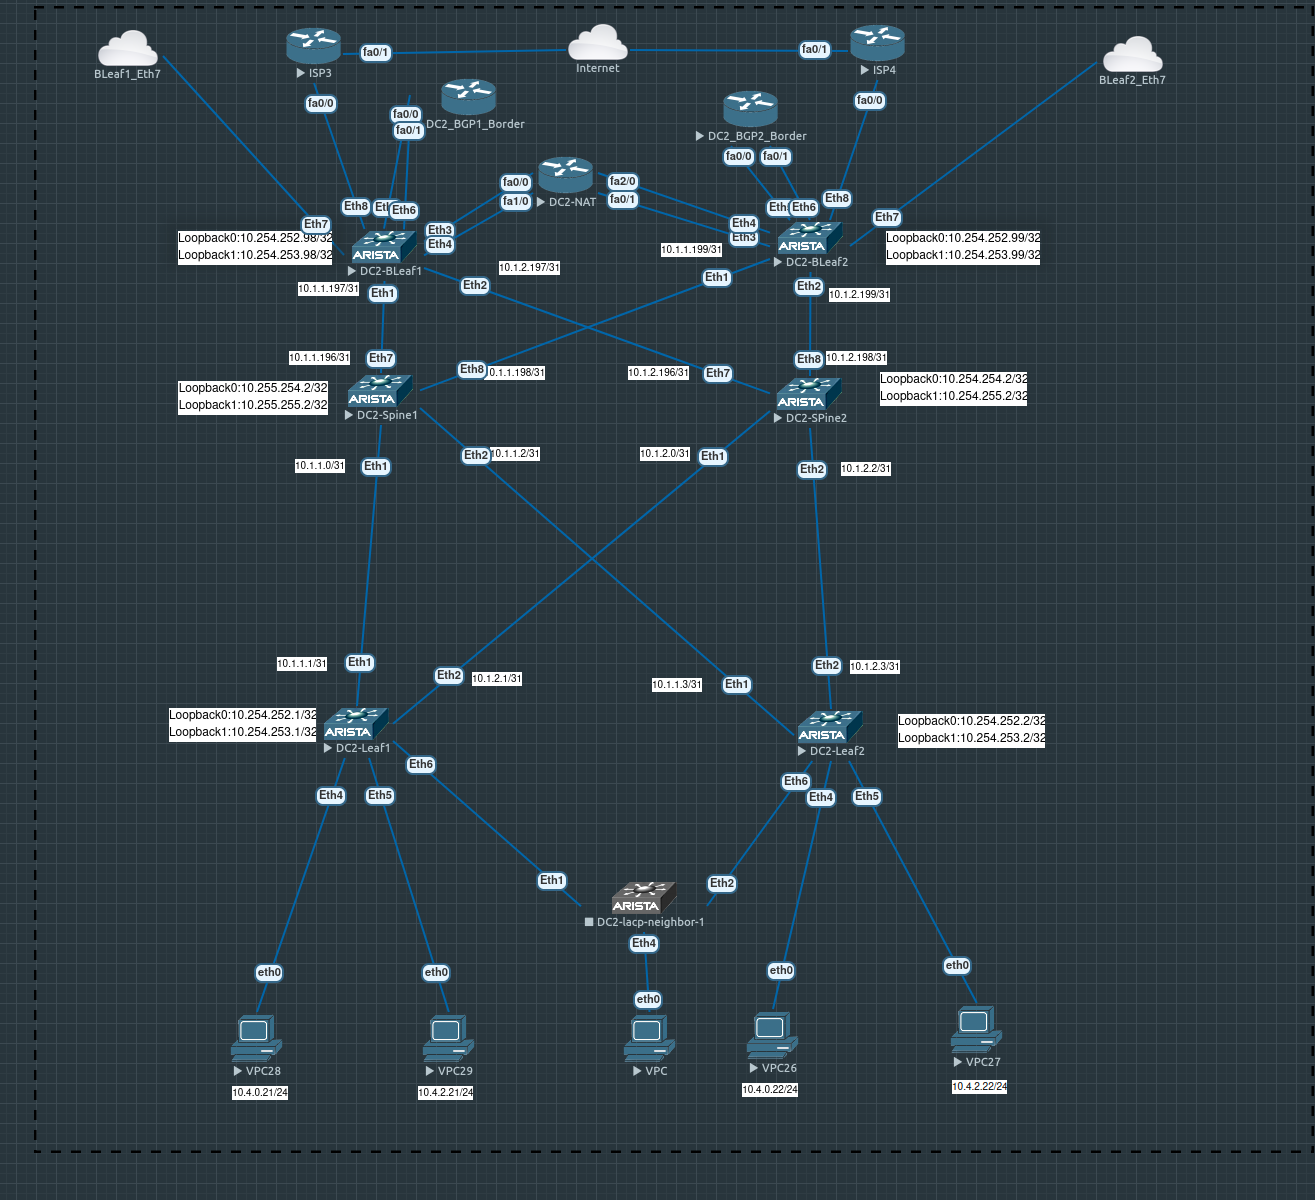 BLeaf1_Eth7
fa0/1
ISP3
Internet
fa0/1
ISP4
BLeaf2_Eth7
fa0/0
fa0/0
fa0/1
DC2_BGP1_Border
DC2_BGP2_Border
fa0/0
fa0/0
fa0/1
fa0/0
fa1/0
DC2-NAT
fa2/0
fa0/1
Eth7
Eth8
Eth6
Eth3
Eth4
Eth4
Eth3
Eth6
Eth8
Eth7
Loopback0:10.254.252.98/32
Loopback1:10.254.253.98/32
ARISTA
DC2-BLeaf1
10.1.1.199/31
ARISTA
DC2-BLeaf2
Loopback0:10.254.252.99/32
Loopback1:10.254.253.99/32
10.1.1.197/31
Eth1
Eth2
10.1.2.197/31
Eth1
Eth2
10.1.2.199/31
10.1.1.196/31
Eth7
Eth8
10.1.1.198/31
10.1.2.196/31
Eth7
Eth8
10.1.2.198/31
Loopback0:10.255.254.2/32
Loopback1:10.255.255.2/32
ARISTA
DC2-Spine1
ARISTA
DC2-SPine2
Loopback0:10.254.254.2/32
Loopback1:10.254.255.2/32
10.1.1.0/31
Eth1
Eth2
10.1.1.2/31
10.1.2.0/31
Eth1
Eth2
10.1.2.2/31
10.1.1.1/31
Eth1
Eth2
10.1.2.1/31
10.1.1.3/31
Eth1
Eth2
10.1.2.3/31
Loopback0:10.254.252.1/32
Loopback1:10.254.253.1/32
ARISTA
DC2-Leaf1
ARISTA
DC2-Leaf2
Loopback0:10.254.252.2/32
Loopback1:10.254.253.2/32
Eth4
Eth5
Eth6
Eth6
Eth4
Eth5
Eth1
Eth2
ARISTA
DC2-lacp-neighbor-1
Eth4
eth0
eth0
eth0
eth0
eth0
VPC28
VPC29
VPC
VPC26
VPC27
10.4.0.21/24
10.4.2.21/24
10.4.0.22/24
10.4.2.22/24